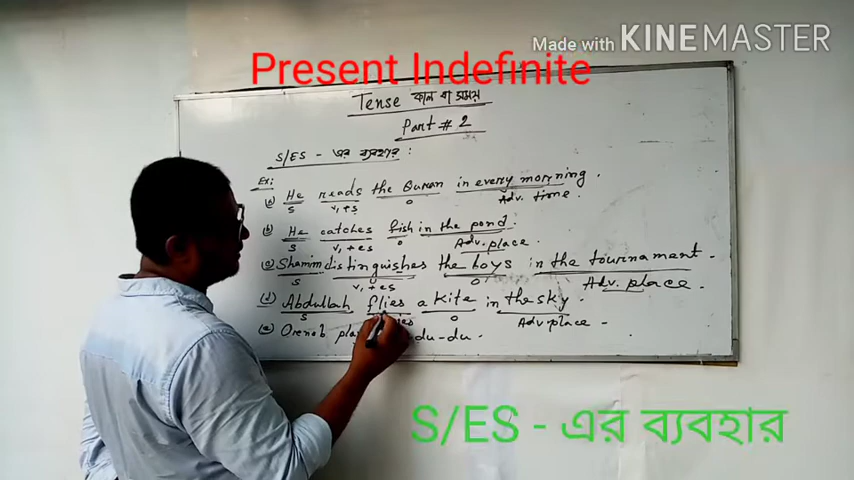 Made with KINEMASTER
Present Indefinite
Tense কাল বা সময়
Part # 2
S/ES - এর ব্যবহার :
Ex:
(a) He reads the Quran in every morning.
S V₁+s O Adv. time.
(b) He catches fish in the pond.
S V₁+es O Adv. place.
(c) Shamim distinguishes the boys in the tournament.
S V₁+es O Adv. place.
(d) Abdullah flies a kite in the sky.
S ies O Adv. place.
(e) Orenab du-du.
S/ES - এর ব্যবহার